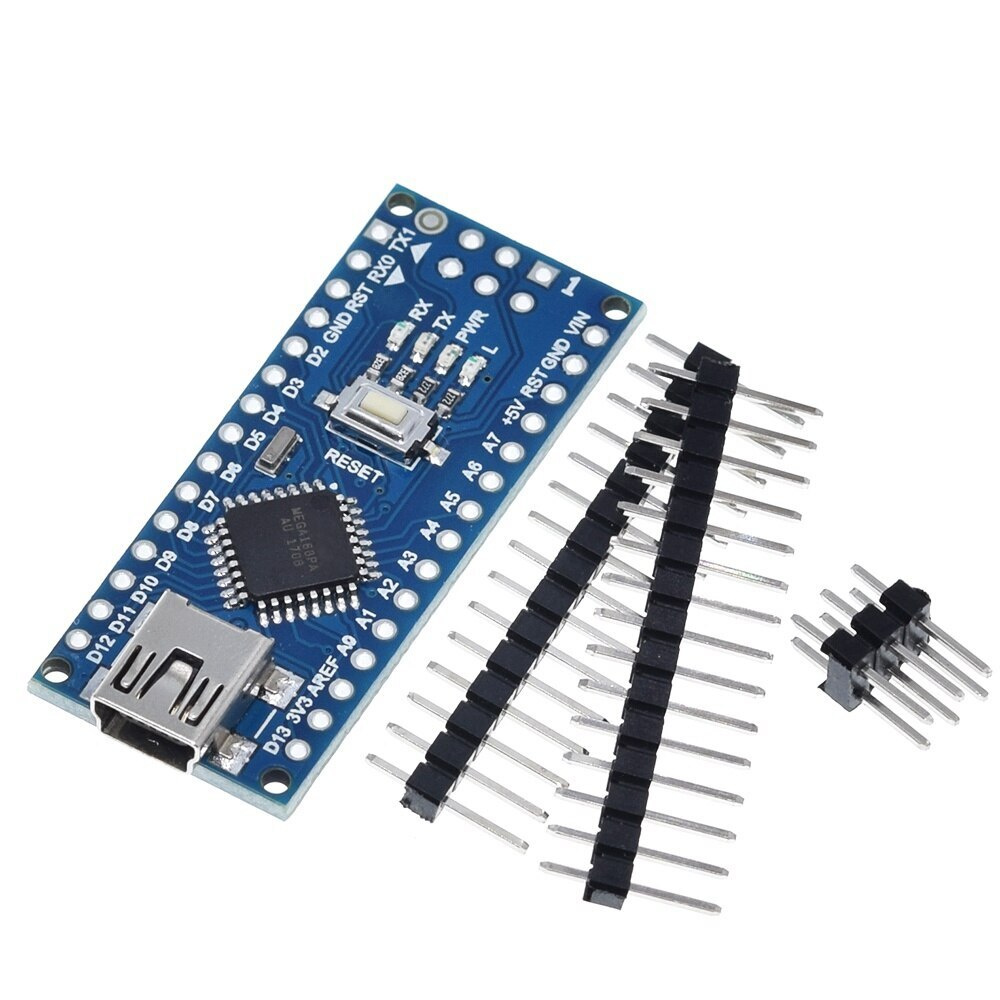 TX1
RX0
RST
GND
D2
D3
D4
D5
D6
D7
D8
D9
D10
D11
D12
1
RX
TX
PWR
L
RESET
MEGA168PA
AU 1708
VIN
GND
RST
+5V
A7
A6
A5
A4
A3
A2
A1
A0
AREF
3V3
D13